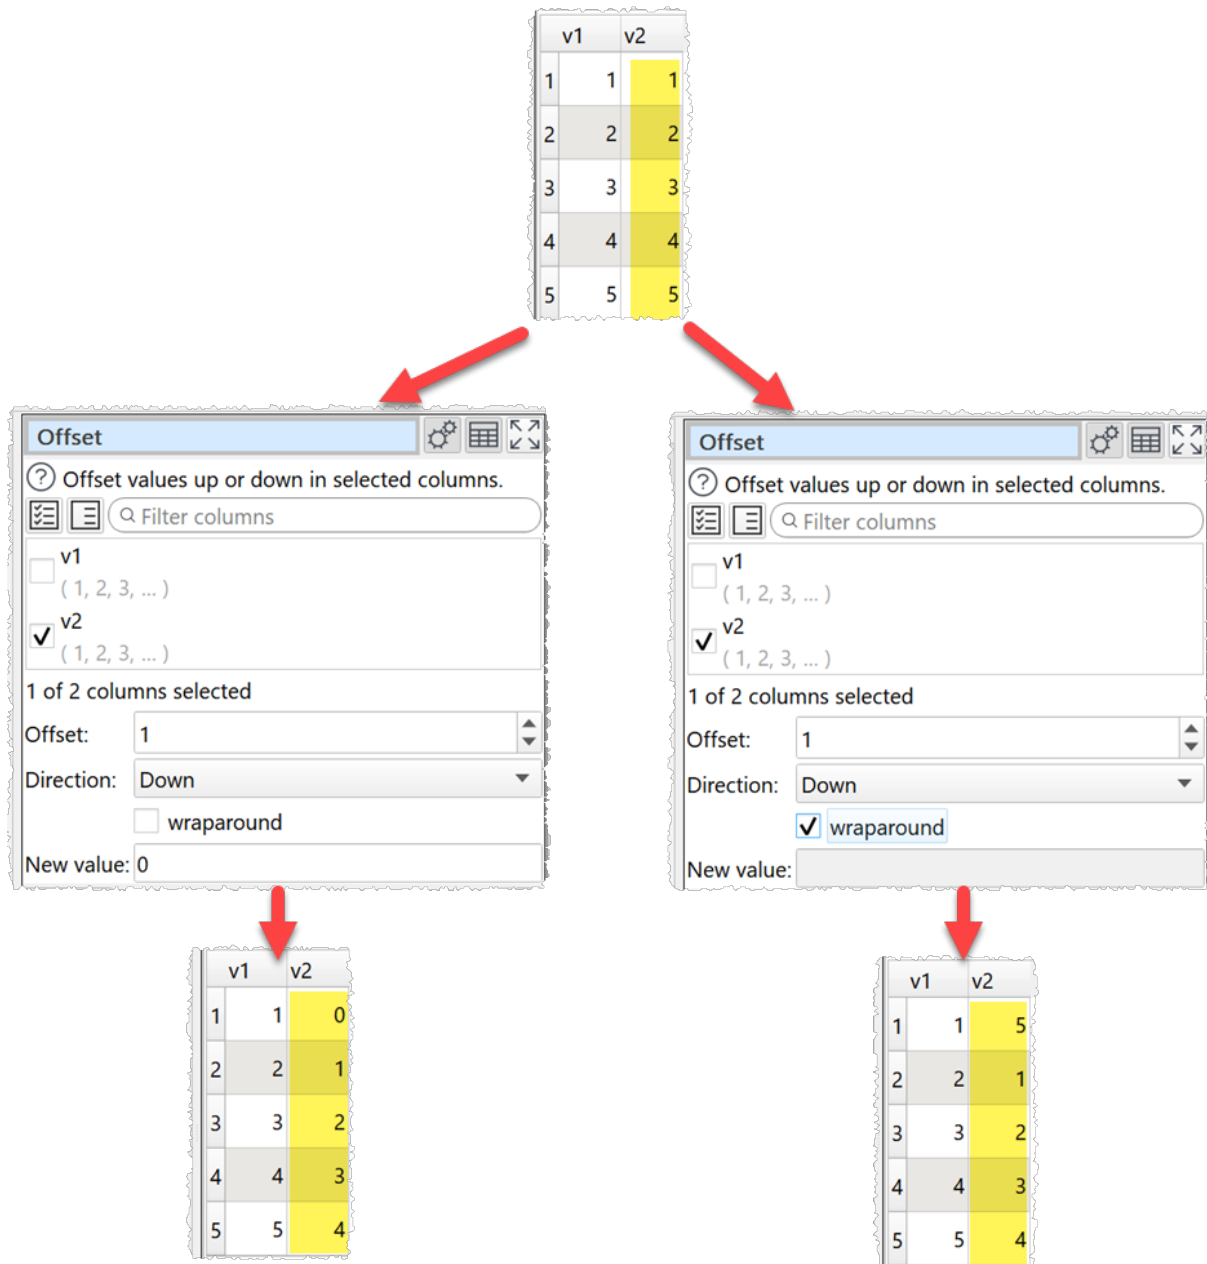 v1 v2
1 1 1
2 2 2
3 3 3
4 4 4
5 5 5
Offset
? Offset values up or down in selected columns.
Filter columns
v1
( 1, 2, 3, ... )
v2
( 1, 2, 3, ... )
1 of 2 columns selected
Offset: 1
Direction: Down
wraparound
New value: 0
Offset
? Offset values up or down in selected columns.
Filter columns
v1
( 1, 2, 3, ... )
v2
( 1, 2, 3, ... )
1 of 2 columns selected
Offset: 1
Direction: Down
wraparound
New value:
v1 v2
1 1 0
2 2 1
3 3 2
4 4 3
5 5 4
v1 v2
1 1 5
2 2 1
3 3 2
4 4 3
5 5 4